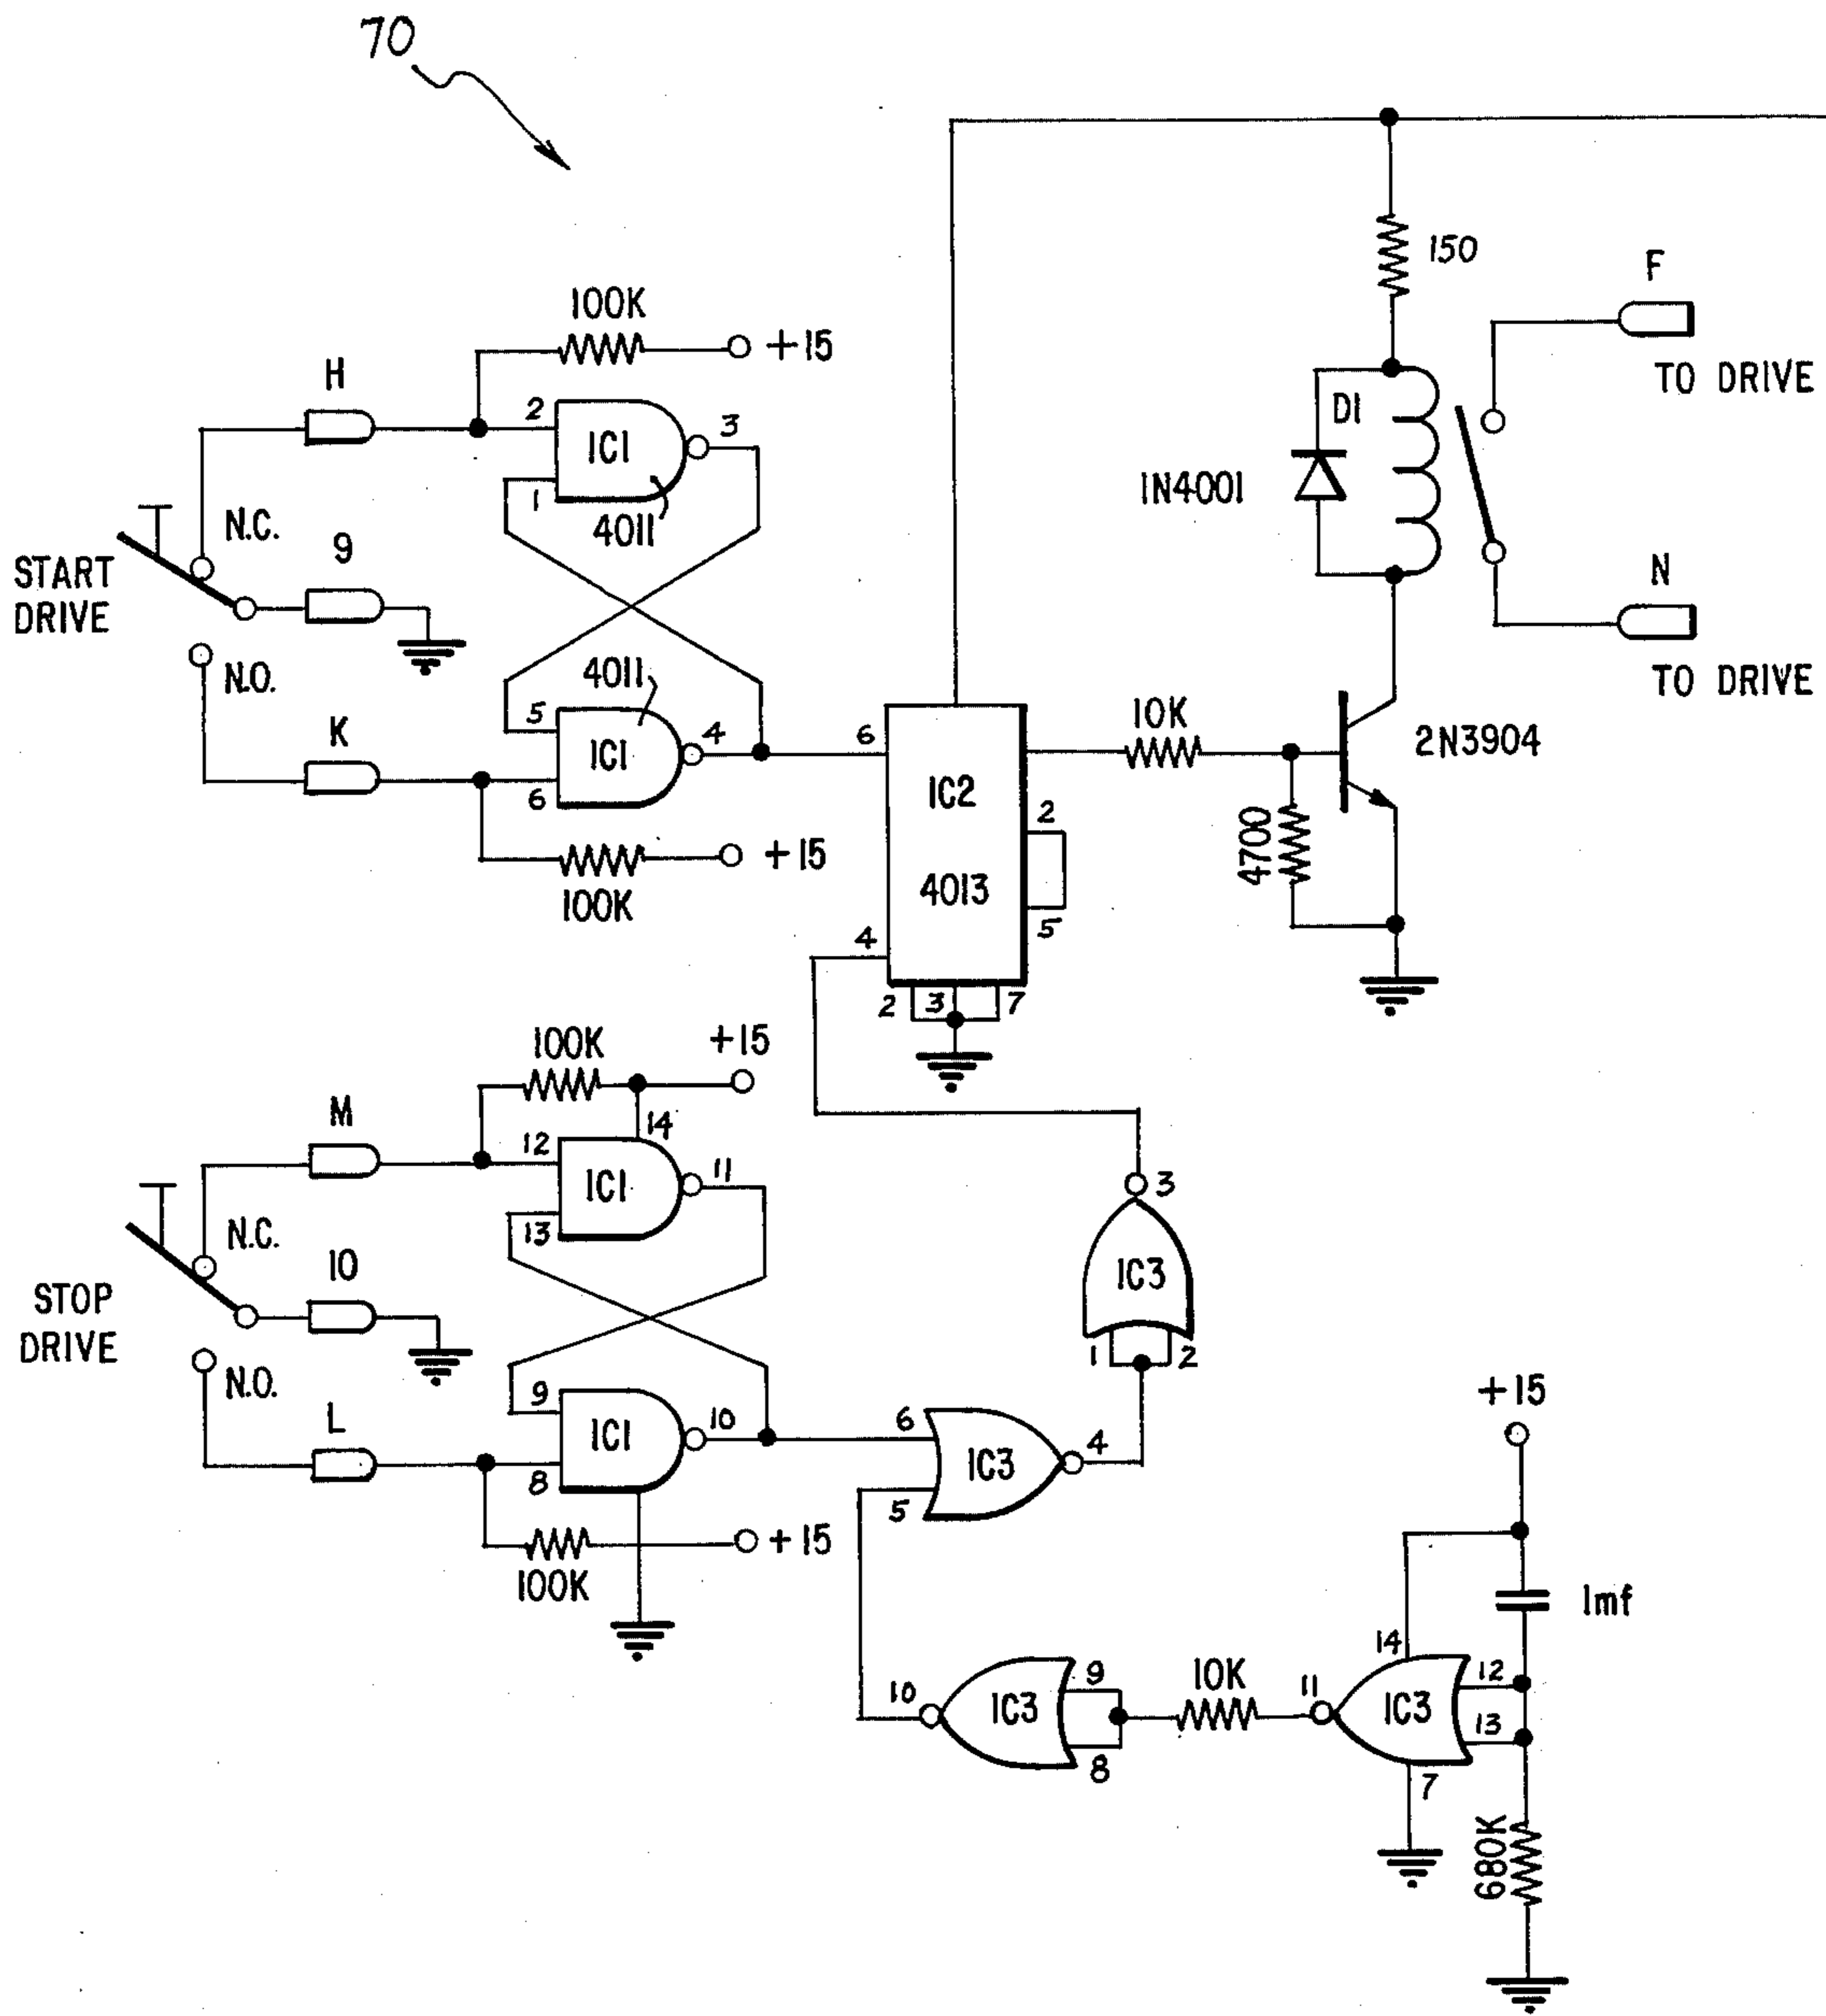 70
150
F
TO DRIVE
100K
+15
H
2
IC1
3
1
4011
D1
1N4001
N.C.
9
START
DRIVE
N
TO DRIVE
N.O.
4011
5
IC1
4
K
6
+15
100K
6
IC2
4013
2
5
4
2
3
7
10K
2N3904
4700
100K
+15
M
14
12
IC1
11
13
N.C.
10
STOP
DRIVE
N.O.
9
IC1
10
L
8
+15
100K
3
IC3
1
2
6
IC3
4
5
+15
1mf
14
12
IC3
11
13
7
10K
9
IC3
10
8
680K